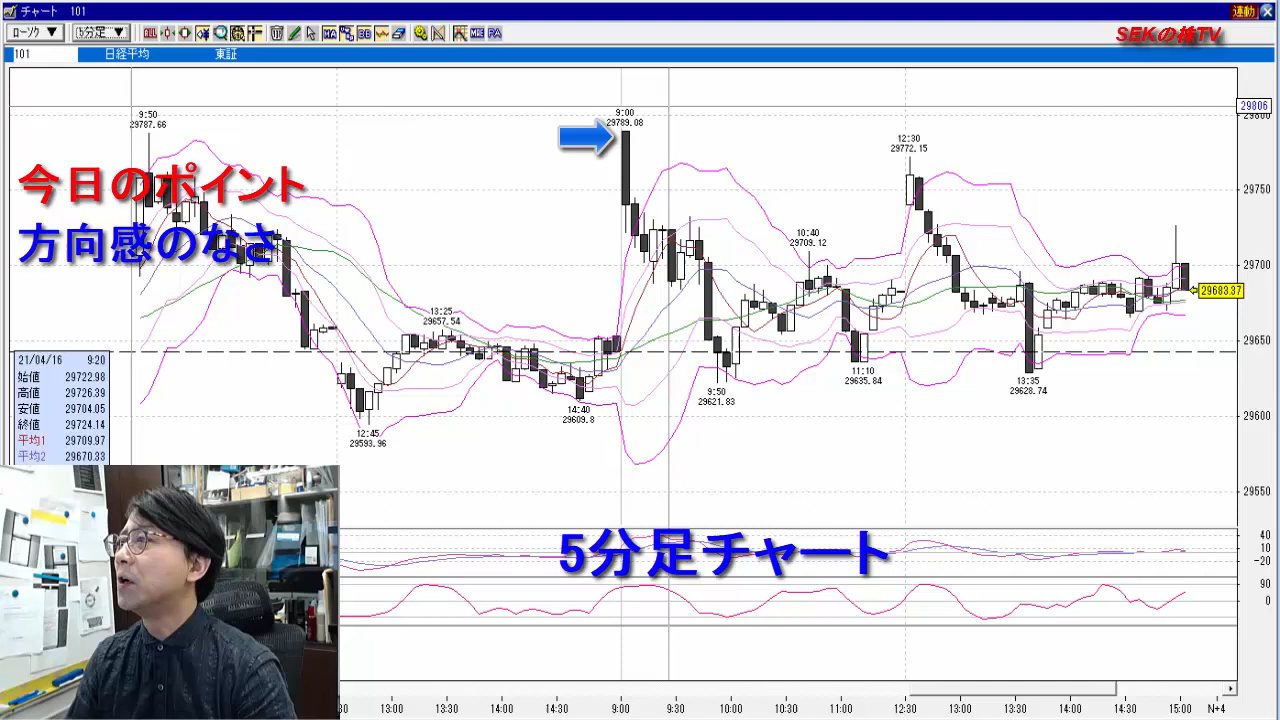 チャート 101
連動
ローソク ▼
5分足 ▼
SEKの株TV
101 日経平均 東証
29806
29800
29750
29700
29683.37
29650
29600
29550
9:50
29787.66
9:00
29789.08
12:30
29772.15
10:40
29709.12
13:25
29657.54
12:45
29593.96
14:40
29609.8
9:50
29621.83
11:10
29635.84
13:35
29628.74
今日のポイント
方向感のなさ
21/04/16 9:20
始値 29722.98
高値 29726.39
安値 29704.05
終値 29724.14
平均1 29709.97
平均2 29670.33
5分足チャート
40
10
-20
90
0
:30 13:00 13:30 14:00 14:30 9:00 9:30 10:00 10:30 11:00 12:30 13:00 13:30 14:00 14:30 15:00 N+4